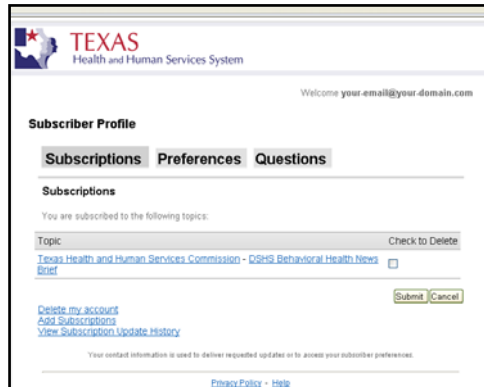 TEXAS
Health and Human Services System
Welcome your-email@your-domain.com
Subscriber Profile
Subscriptions Preferences Questions
Subscriptions
You are subscribed to the following topics:
Topic Check to Delete
Texas Health and Human Services Commission - DSHS Behavioral Health News
Brief
Submit Cancel
Delete my account
Add Subscriptions
View Subscription Update History
Your contact information is used to deliver requested updates or to access your subscriber preferences.
Privacy Policy - Help